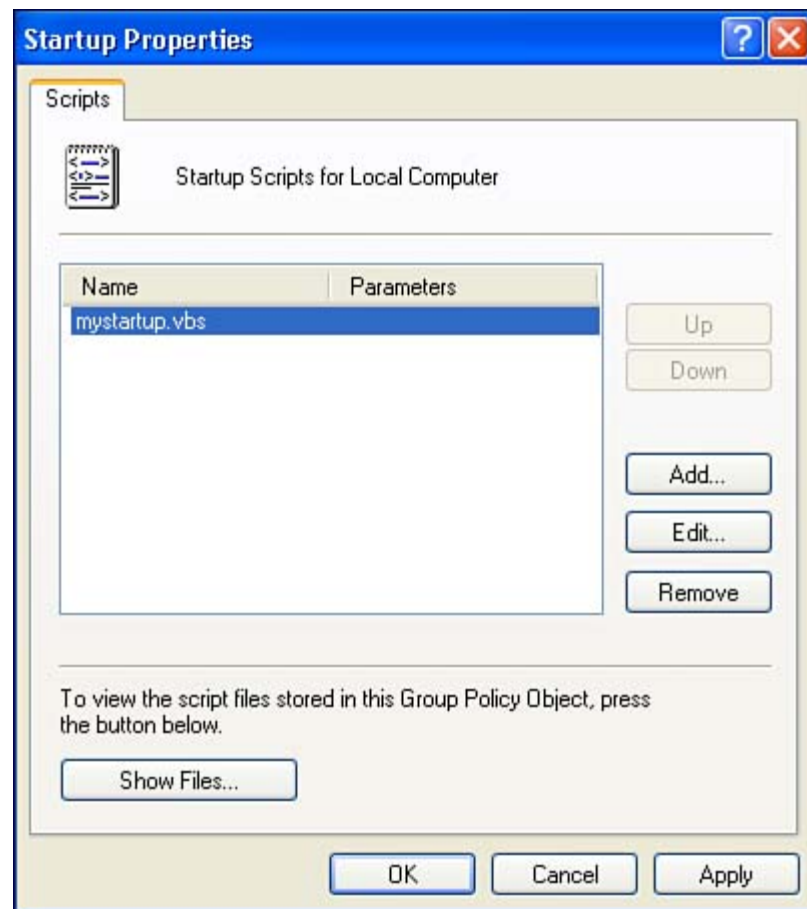 Startup Properties
?
Scripts
Startup Scripts for Local Computer
Name Parameters
mystartup.vbs
Up
Down
Add...
Edit...
Remove
To view the script files stored in this Group Policy Object, press
the button below.
Show Files...
OK Cancel Apply